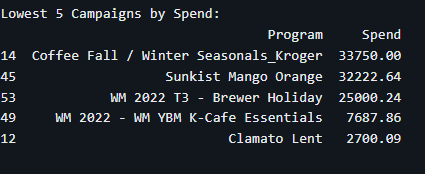 Lowest 5 Campaigns by Spend:
Program Spend
14 Coffee Fall / Winter Seasonals_Kroger 33750.00
45 Sunkist Mango Orange 32222.64
53 WM 2022 T3 - Brewer Holiday 25000.24
49 WM 2022 - WM YBM K-Cafe Essentials 7687.86
12 Clamato Lent 2700.09